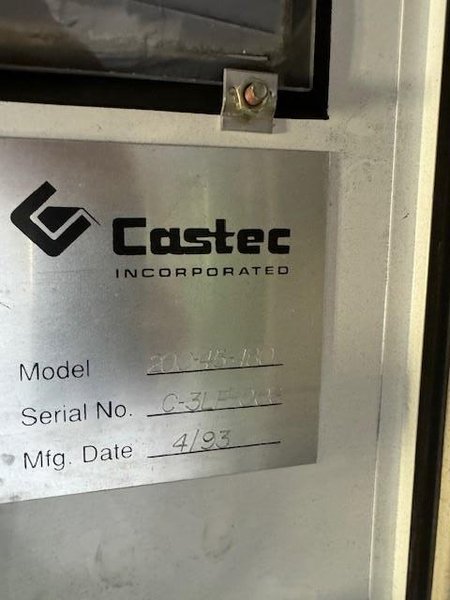 Castec
INCORPORATED
Model
Serial No.
Mfg. Date 4/93